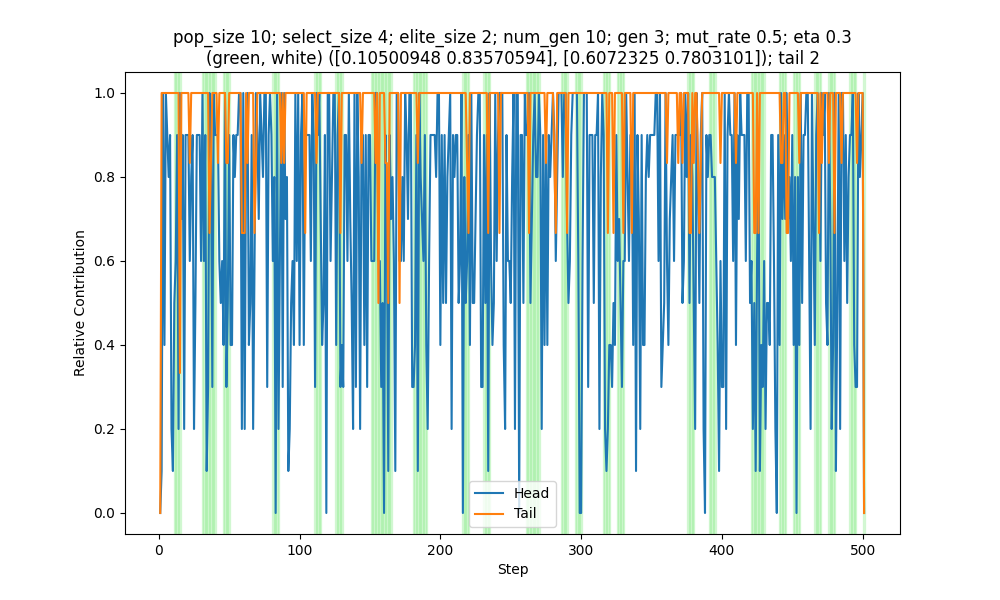 pop_size 10; select_size 4; elite_size 2; num_gen 10; gen 3; mut_rate 0.5; eta 0.3
(green, white) ([0.10500948 0.83570594], [0.6072325 0.7803101]); tail 2
1.0
0.8
0.6
0.4
0.2
0.0
Relative Contribution
Head
Tail
0
100
200
300
400
500
Step